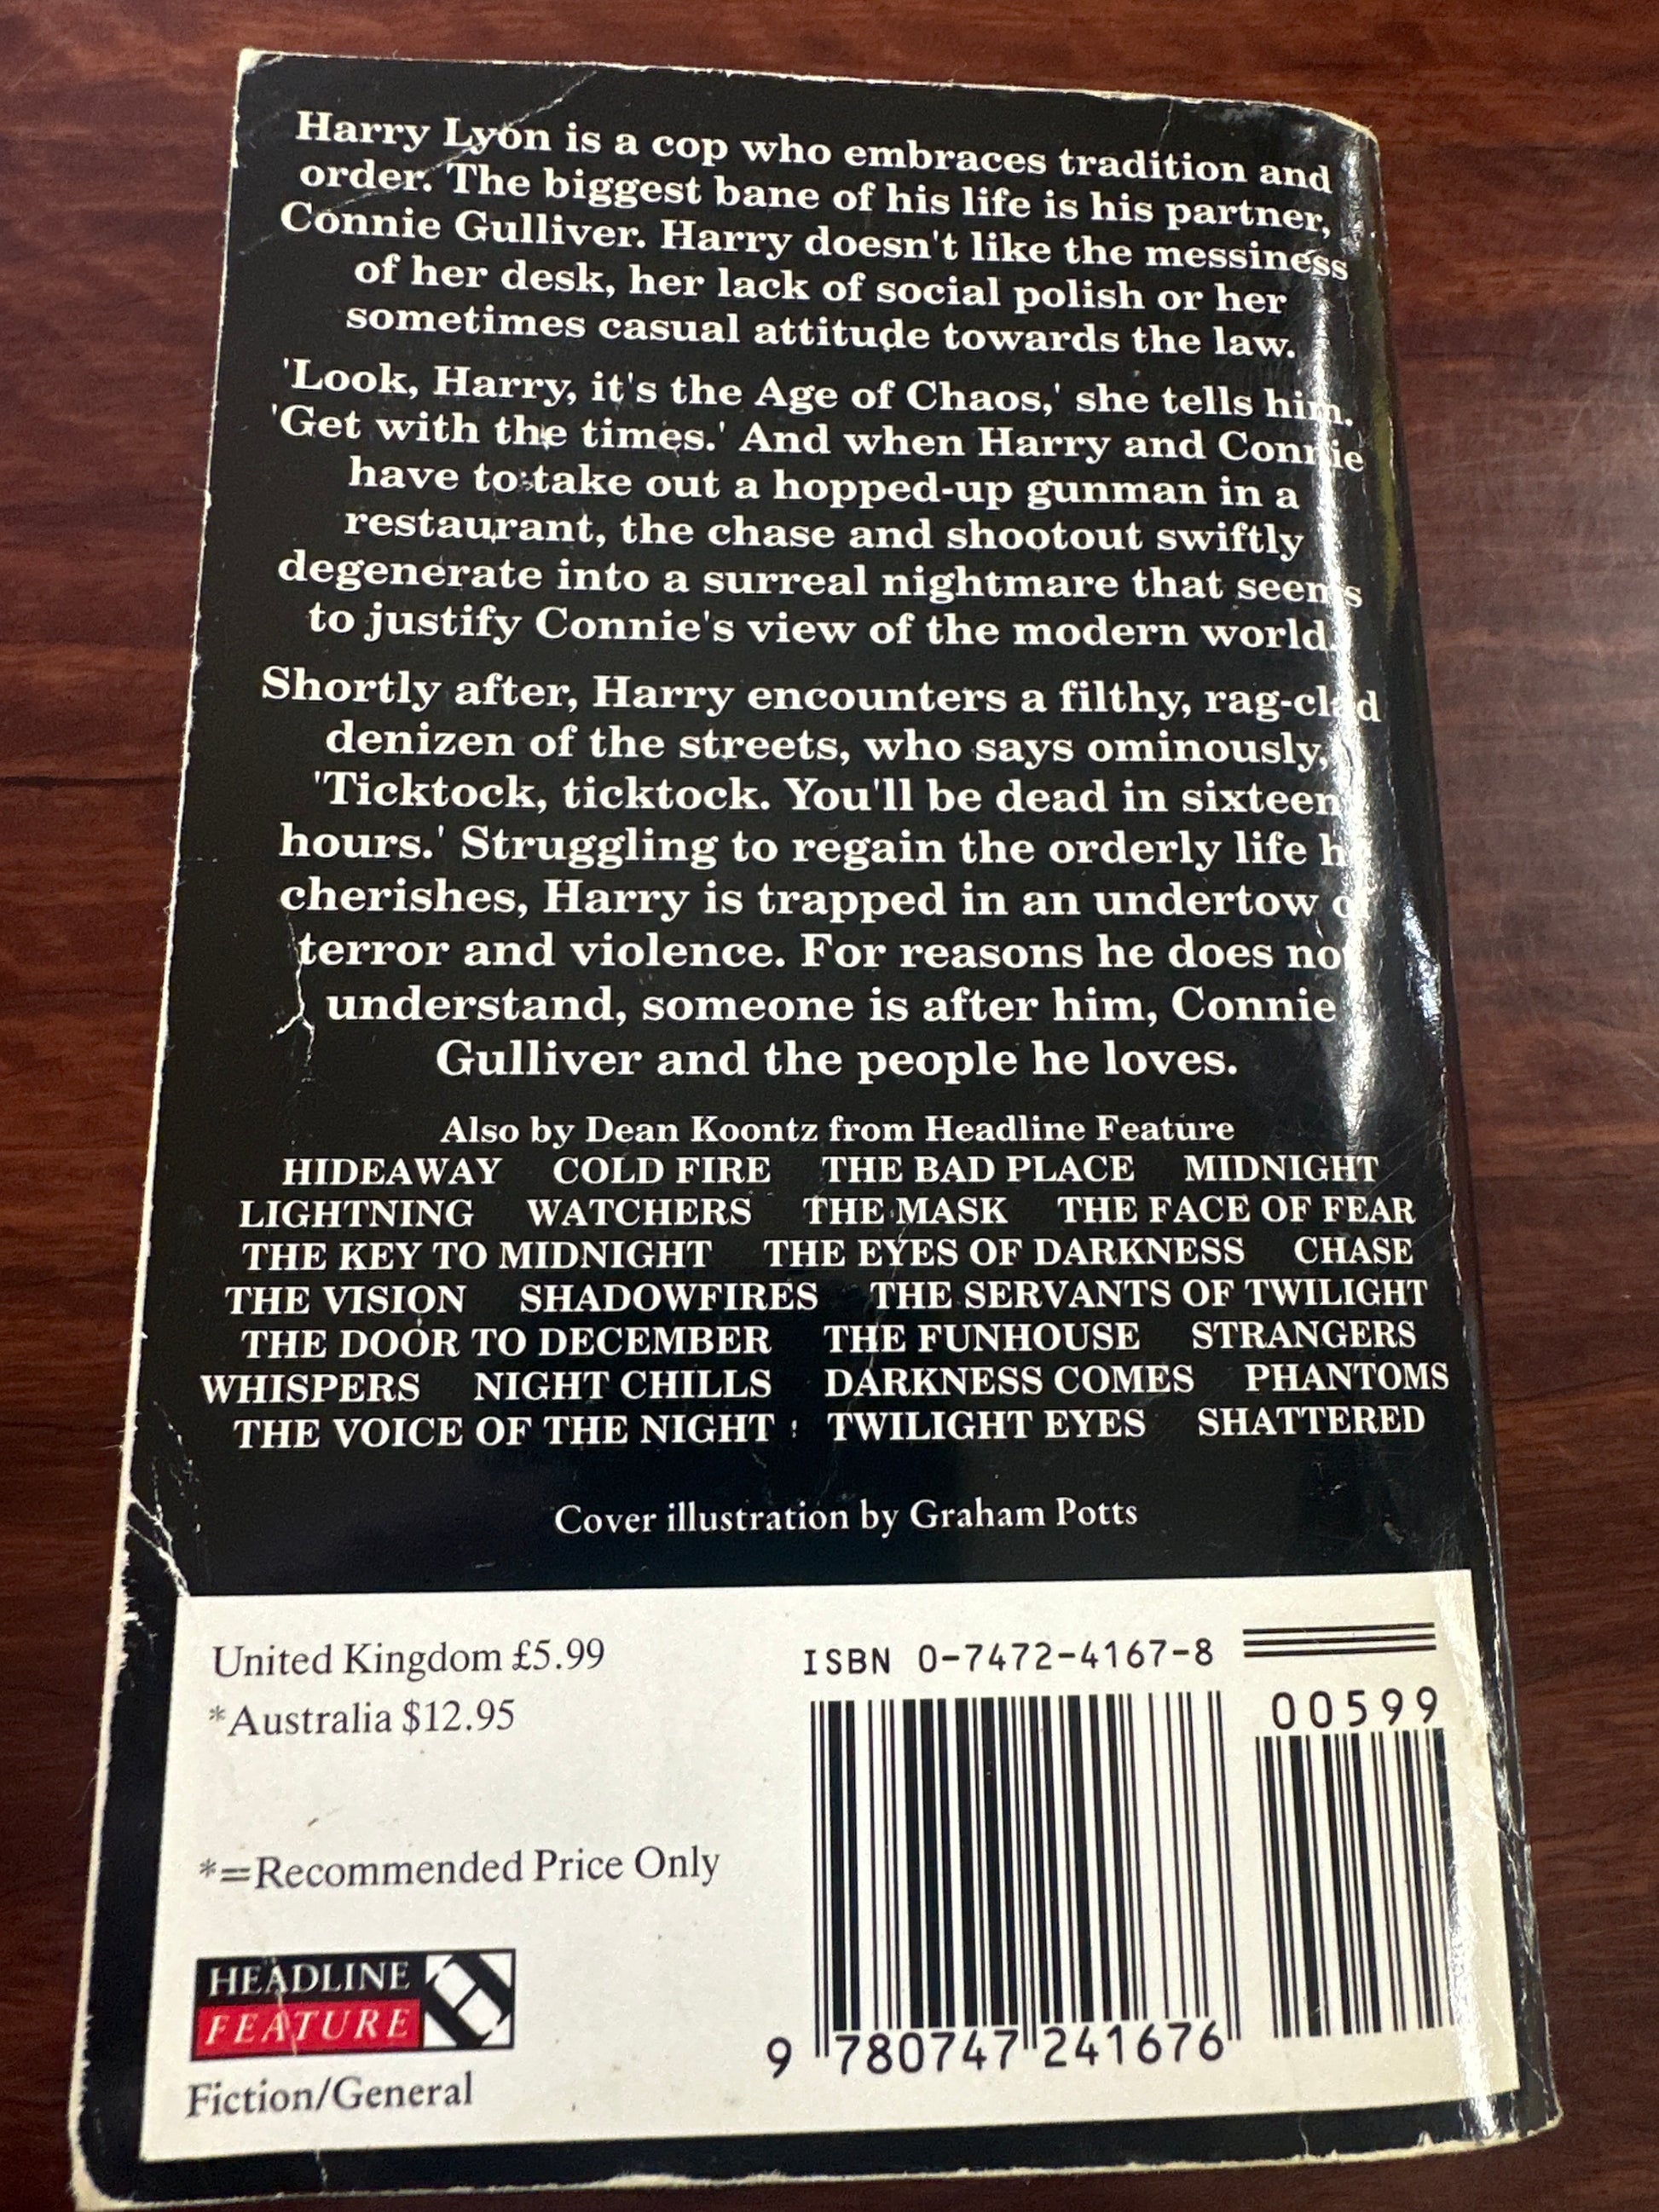 Harry Lyon is a cop who embraces tradition and
order. The biggest bane of his life is his partner,
Connie Gulliver. Harry doesn't like the messiness
of her desk, her lack of social polish or her
sometimes casual attitude towards the law.
'Look, Harry, it's the Age of Chaos,' she tells him.
'Get with the times.' And when Harry and Connie
have to take out a hopped-up gunman in a
restaurant, the chase and shootout swiftly
degenerate into a surreal nightmare that seems
to justify Connie's view of the modern world.
Shortly after, Harry encounters a filthy, rag-clad
denizen of the streets, who says ominously,
'Ticktock, ticktock. You'll be dead in sixteen
hours.' Struggling to regain the orderly life he
cherishes, Harry is trapped in an undertow of
terror and violence. For reasons he does not
understand, someone is after him, Connie
Gulliver and the people he loves.
Also by Dean Koontz from Headline Feature
HIDEAWAY COLD FIRE THE BAD PLACE MIDNIGHT
LIGHTNING WATCHERS THE MASK THE FACE OF FEAR
THE KEY TO MIDNIGHT THE EYES OF DARKNESS CHASE
THE VISION SHADOWFIRES THE SERVANTS OF TWILIGHT
THE DOOR TO DECEMBER THE FUNHOUSE STRANGERS
WHISPERS NIGHT CHILLS DARKNESS COMES PHANTOMS
THE VOICE OF THE NIGHT TWILIGHT EYES SHATTERED
Cover illustration by Graham Potts
United Kingdom £5.99
*Australia $12.95
*=Recommended Price Only
HEADLINE
FEATURE
Fiction/General
ISBN 0-7472-4167-8
00599
9 780747 241676